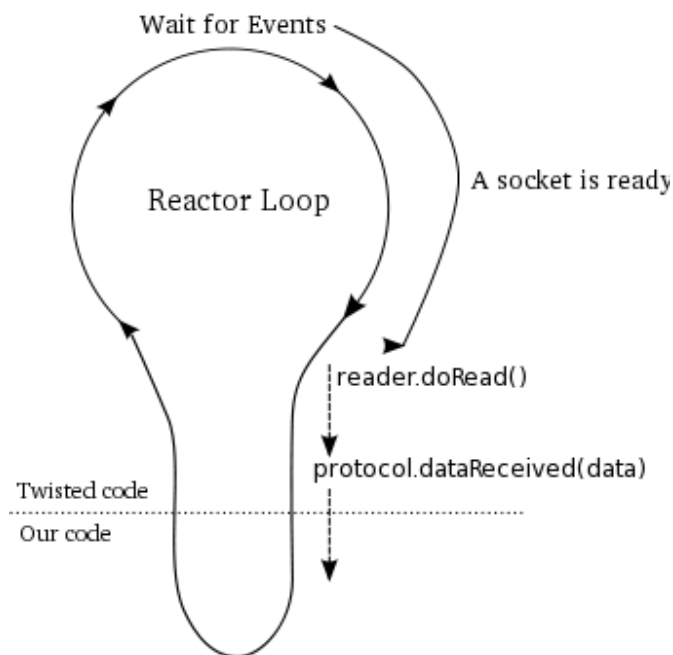 Wait for Events
A socket is ready
Reactor Loop
reader.doRead()
protocol.dataReceived(data)
Twisted code
Our code